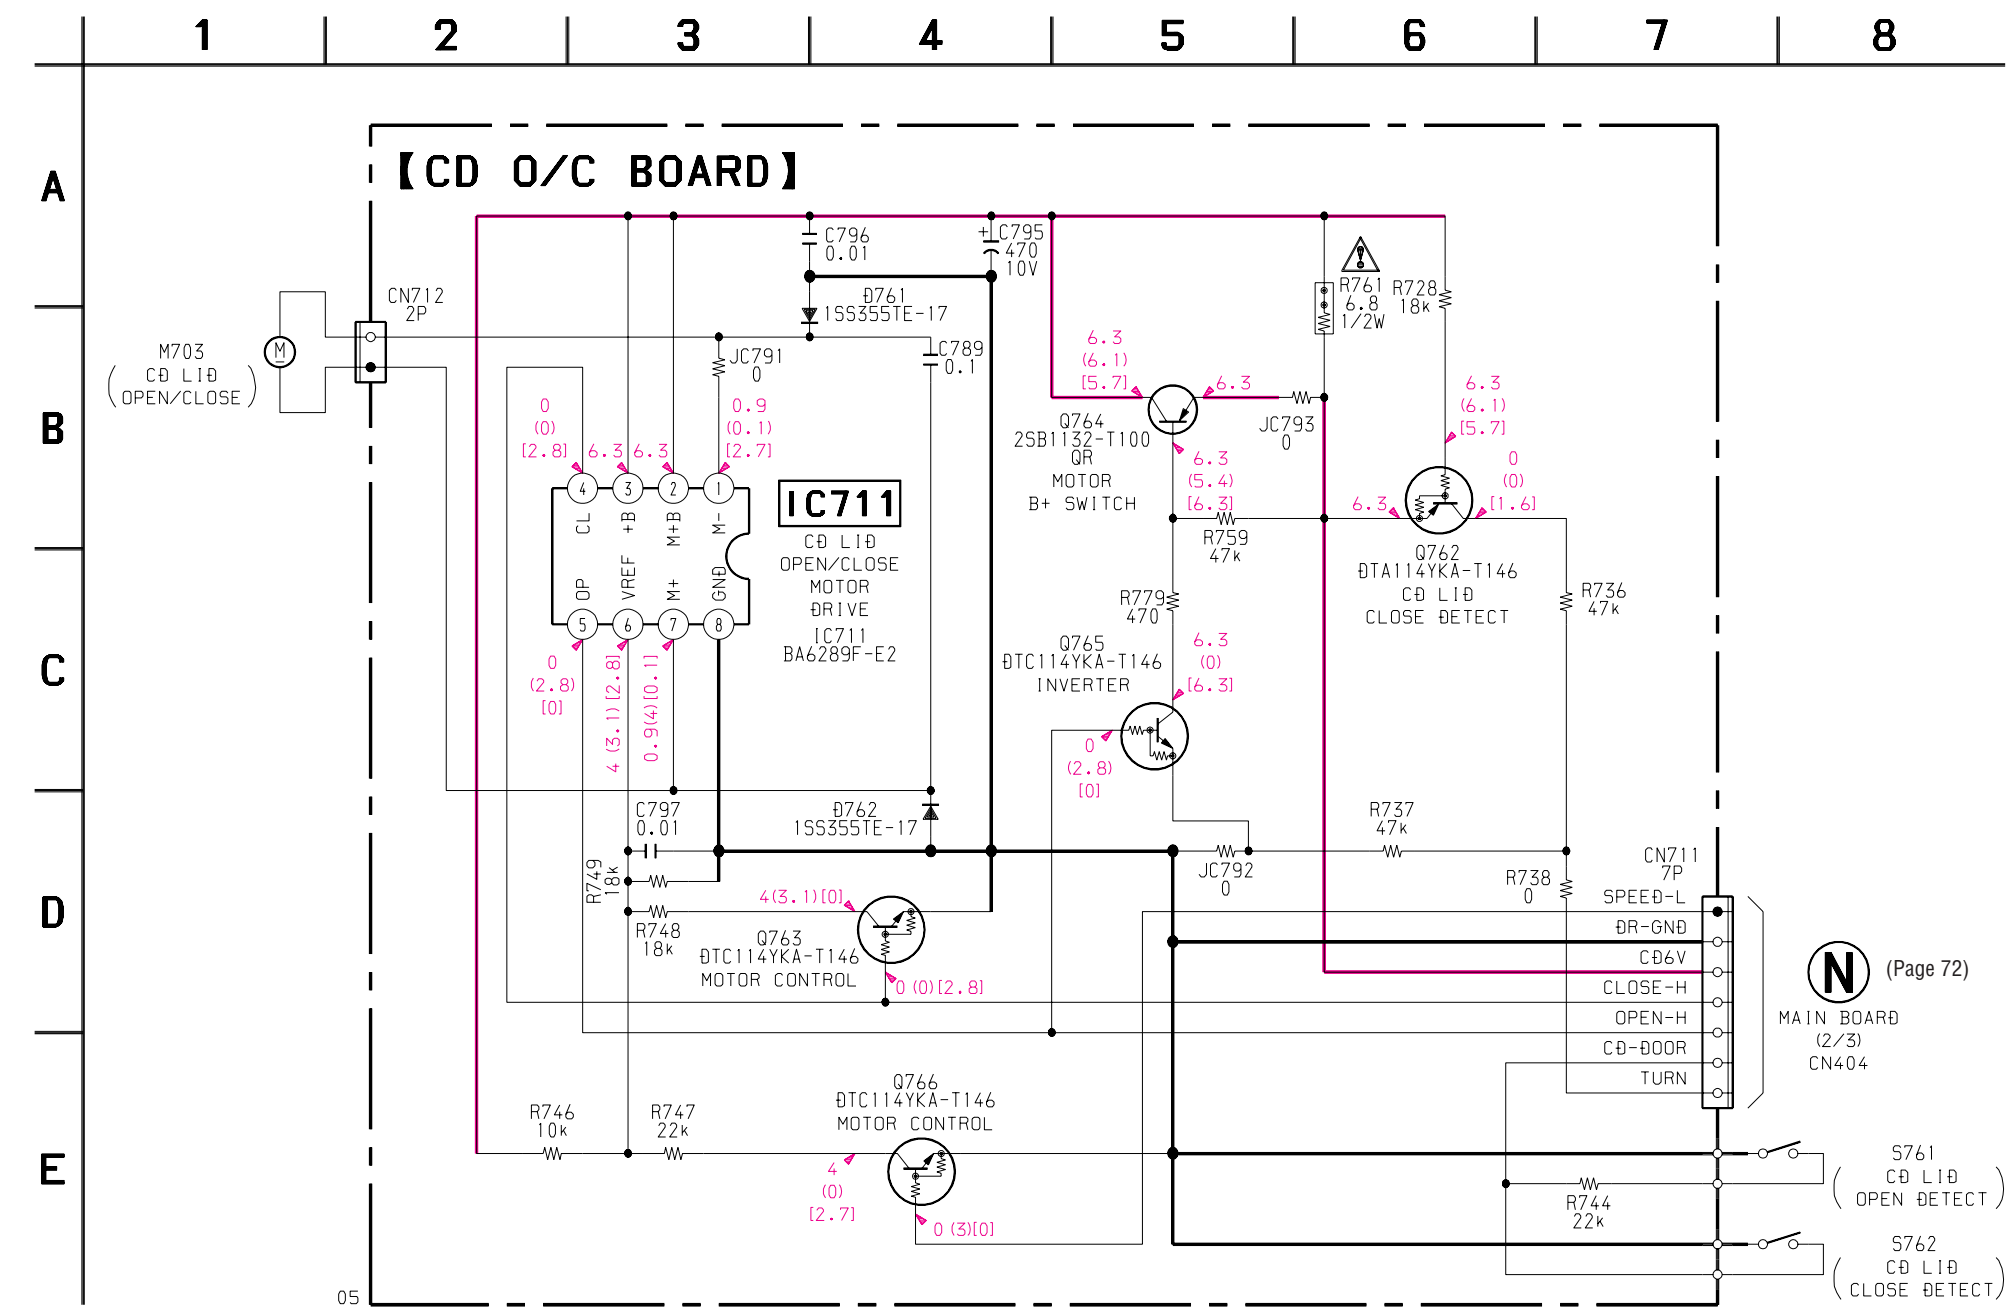 1 2 3 4 5 6 7 8
A
B
C
D
E
【CD O/C BOARD】
C796
0.01
+ C795
470
10V
D761
1SS355TE-17
R761
6.8
1/2W
R728
18k
CN712
2P
M703
CD LID
(OPEN/CLOSE)
M
JC791
0
C789
0.1
0
(0)
[2.8]
6.3
6.3
0.9
(0.1)
[2.7]
6.3
(6.1)
[5.7]
6.3
JC793
0
Q764
2SB1132-T100
QR
MOTOR
B+ SWITCH
6.3
(5.4)
[6.3]
6.3
(6.1)
[5.7]
6.3
0
(0)
[1.6]
4 3 2 1
CL +B M+B M-
OP VREF M+ GND
5 6 7 8
IC711
CD LID
OPEN/CLOSE
MOTOR
DRIVE
IC711
BA6289F-E2
R759
47k
Q762
DTA114YKA-T146
CD LID
CLOSE DETECT
R736
47k
R779
470
Q765
DTC114YKA-T146
INVERTER
6.3
(0)
[6.3]
0
(2.8)
[0]
4(3.1)[2.8]
0.9(4)[0.1]
0
(2.8)
[0]
C797
0.01
D762
1SS355TE-17
R737
47k
R749
18k
JC792
0
R738
0
R748
18k
4(3.1)[0]
Q763
DTC114YKA-T146
MOTOR CONTROL
0(0)[2.8]
CN711
7P
SPEED-L
DR-GND
CD6V
CLOSE-H
OPEN-H
CD-DOOR
TURN
N
(Page 72)
MAIN BOARD
(2/3)
CN404
R746
10k
R747
22k
Q766
DTC114YKA-T146
MOTOR CONTROL
4
(0)
[2.7]
0(3)[0]
R744
22k
S761
CD LID
(OPEN DETECT)
S762
CD LID
(CLOSE DETECT)
05